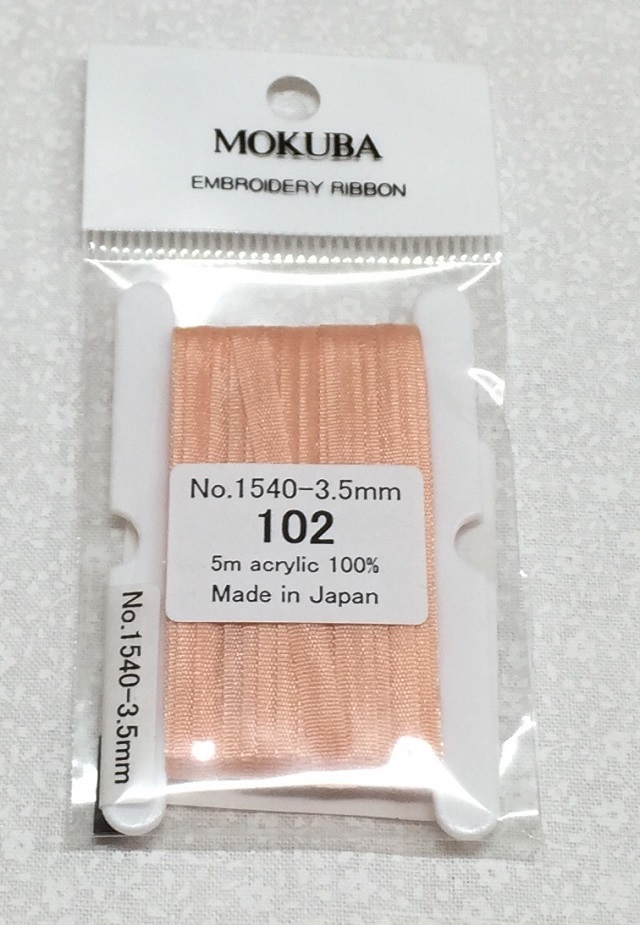 MOKUBA
EMBROIDERY RIBBON
No.1540-3.5mm
102
5m acrylic 100%
Made in Japan
No.1540-3.5mm